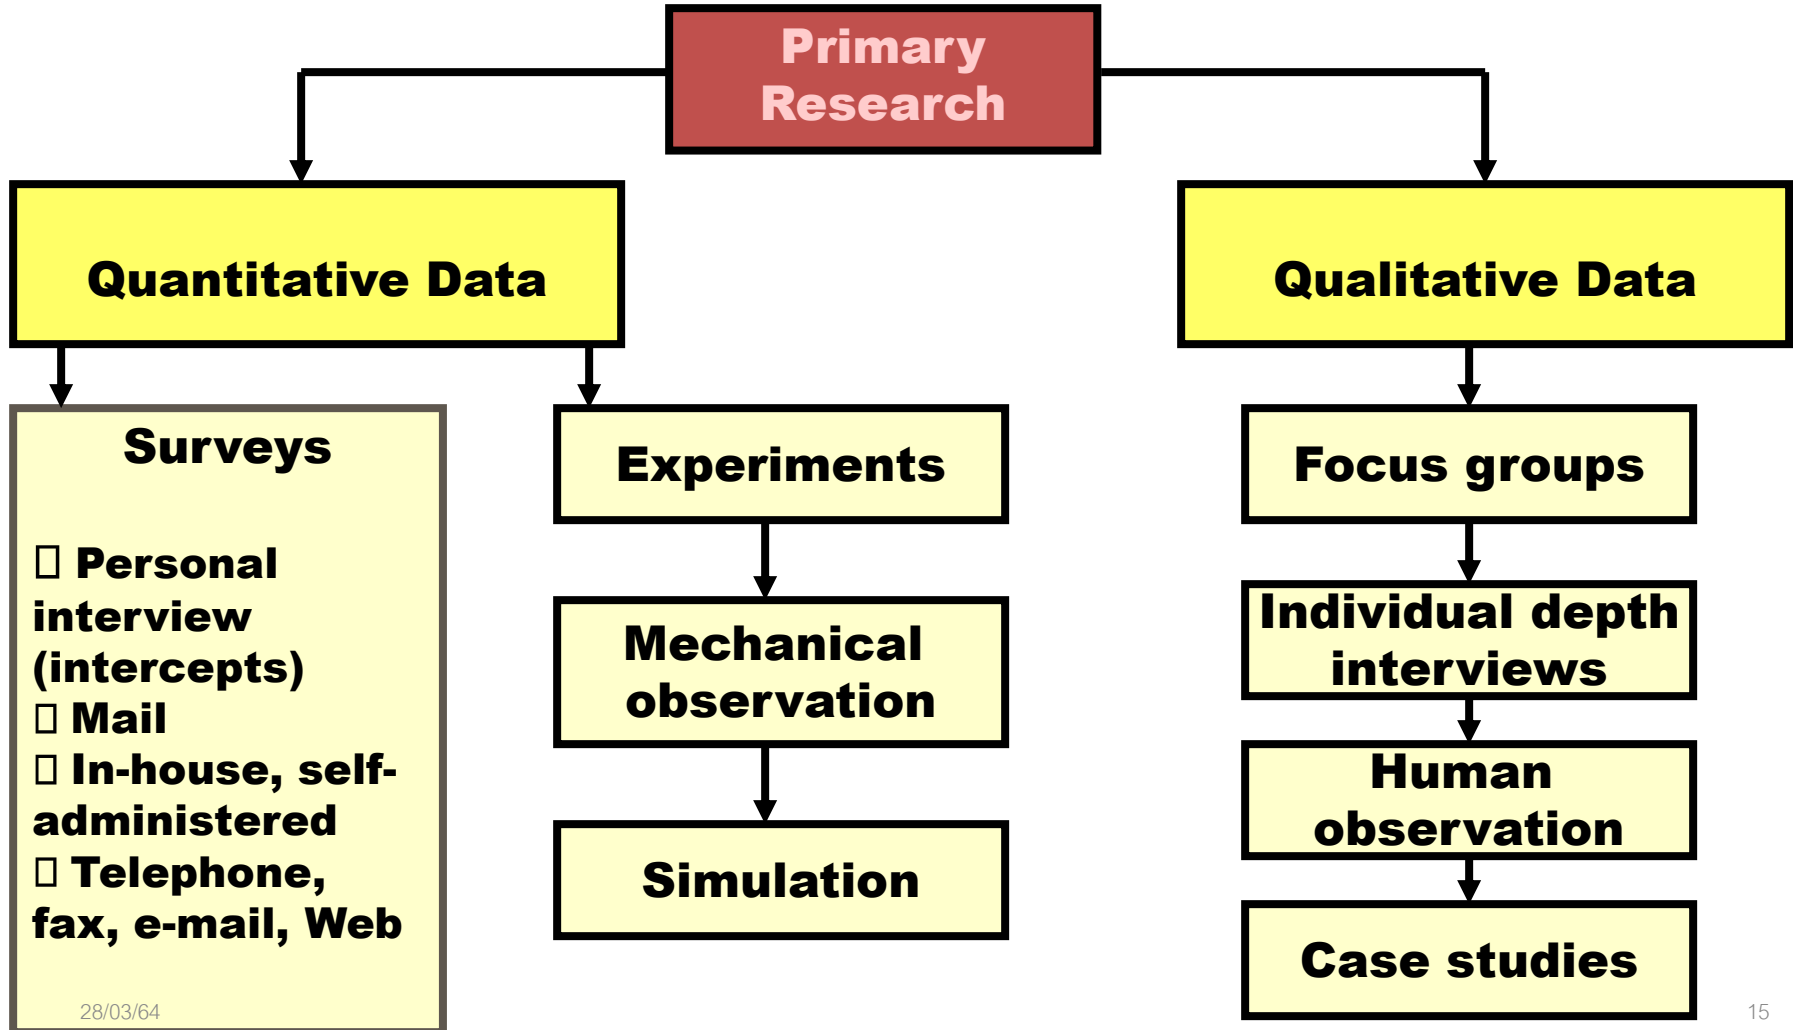 Primary
Research
Quantitative Data
Qualitative Data
Surveys
▯ Personal
interview
(intercepts)
▯ Mail
▯ In-house, self-
administered
▯ Telephone,
fax, e-mail, Web
Experiments
Mechanical
observation
Simulation
Focus groups
Individual depth
interviews
Human
observation
Case studies
28/03/64
15